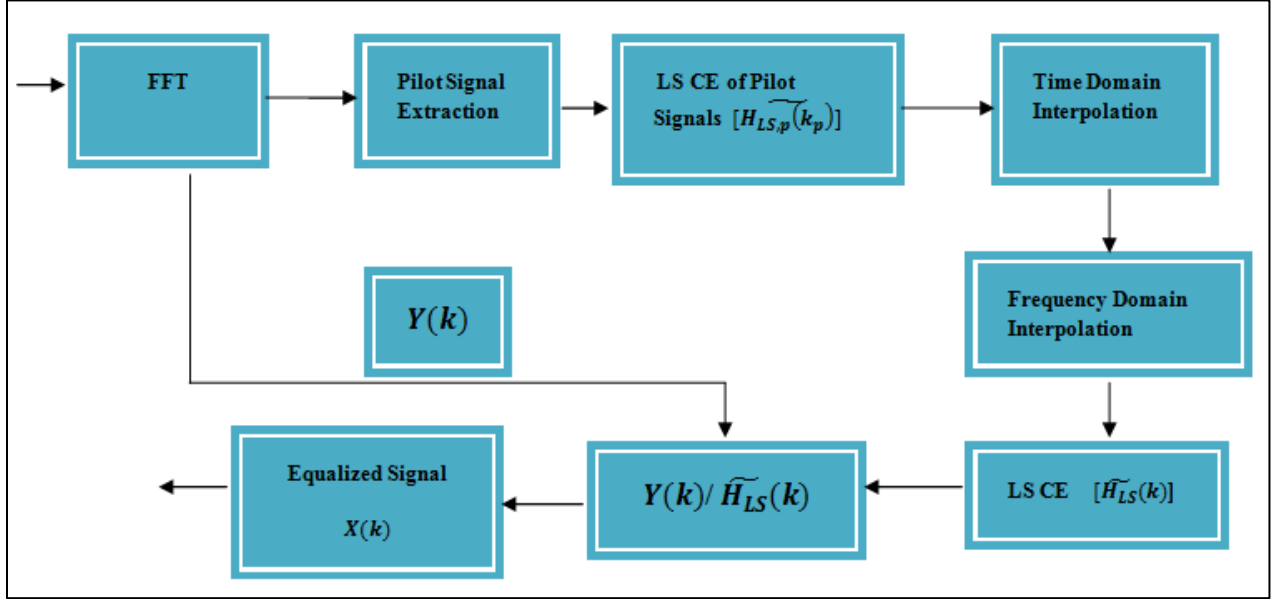 FFT
Pilot Signal
Extraction
LS CE of Pilot
Signals [H̃_{LS,p}(k_p)]
Time Domain
Interpolation
Frequency Domain
Interpolation
Y(k)
Equalized Signal
X(k)
Y(k)/ H̃_{LS}(k)
LS CE [H̃_{LS}(k)]